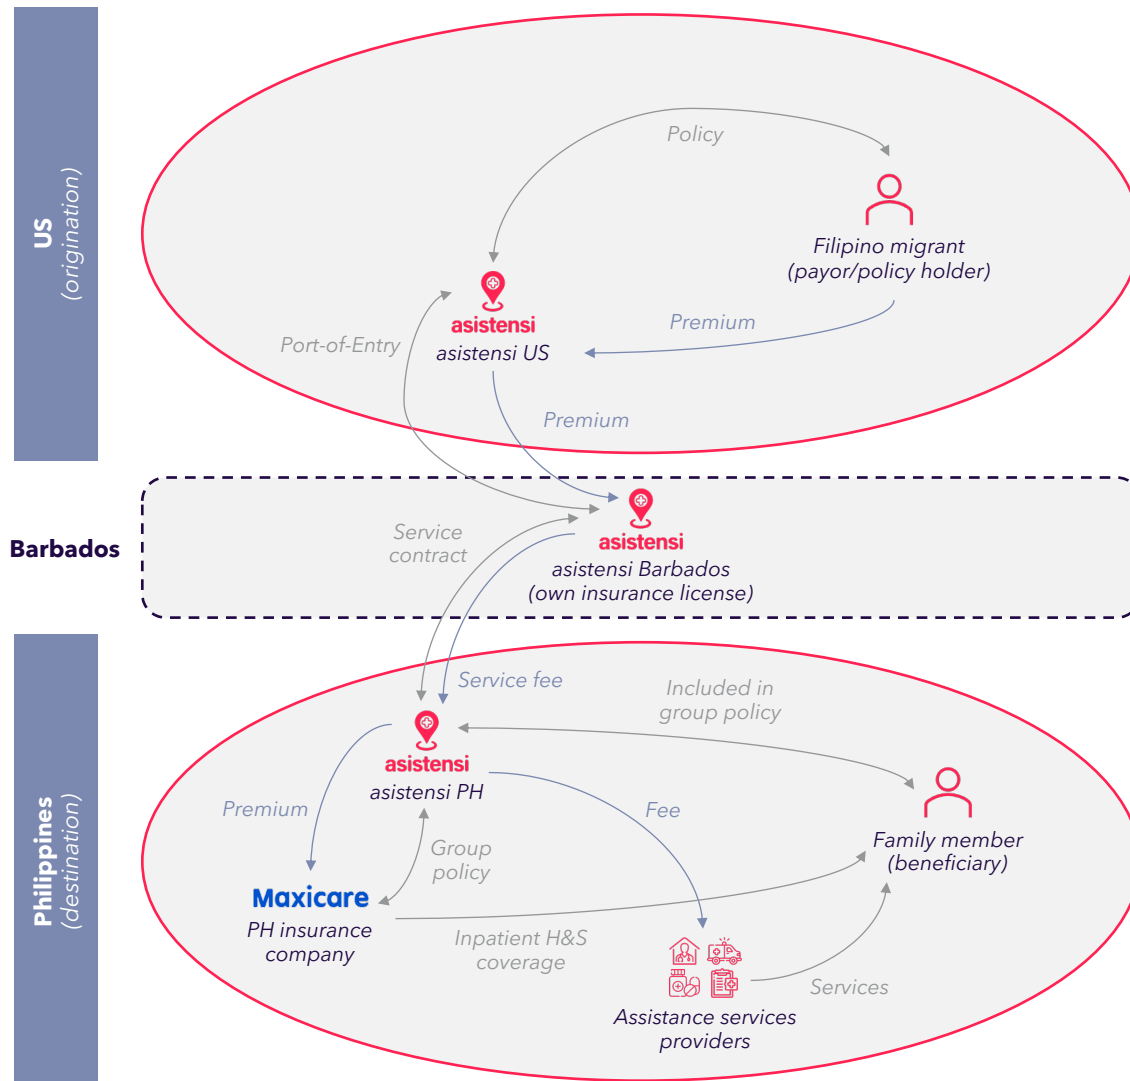 US
(origination)
Policy
Filipino migrant
(payor/policy holder)
asistensi
asistensi US
Port-of-Entry
Premium
Premium
Barbados
Service
contract
asistensi
asistensi Barbados
(own insurance license)
Philippines
(destination)
Service fee
Included in
group policy
asistensi
asistensi PH
Premium
Fee
Group
policy
Family member
(beneficiary)
Maxicare
PH insurance
company
Inpatient H&S
coverage
Services
Assistance services
providers